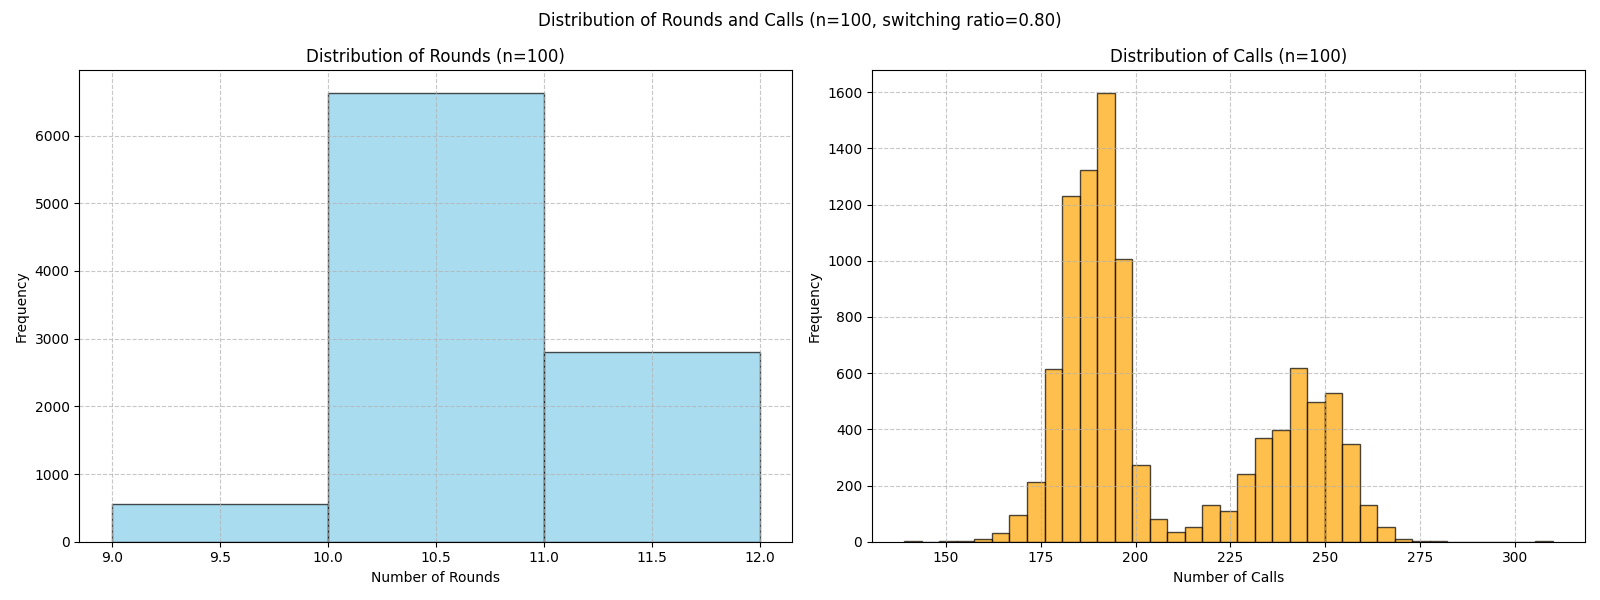 Distribution of Rounds and Calls (n=100, switching ratio=0.80)
Distribution of Rounds (n=100)
Frequency
6000
5000
4000
3000
2000
1000
0
9.0 9.5 10.0 10.5 11.0 11.5 12.0
Number of Rounds
Distribution of Calls (n=100)
Frequency
1600
1400
1200
1000
800
600
400
200
0
150 175 200 225 250 275 300
Number of Calls